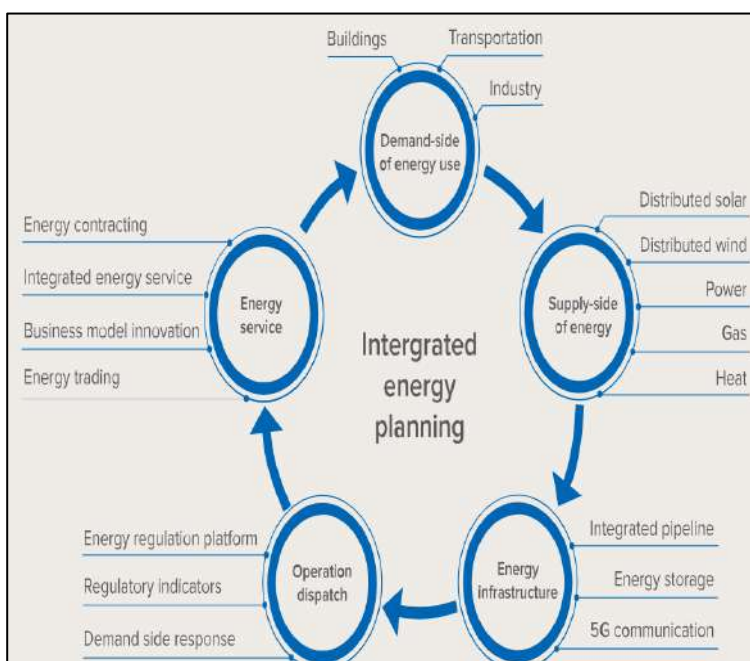 Buildings
Transportation
Industry
Demand-side
of energy use
Distributed solar
Distributed wind
Power
Gas
Heat
Supply-side
of energy
Energy contracting
Integrated energy service
Business model innovation
Energy trading
Energy
service
Intergrated
energy
planning
Integrated pipeline
Energy storage
5G communication
Energy
infrastructure
Energy regulation platform
Regulatory indicators
Demand side response
Operation
dispatch